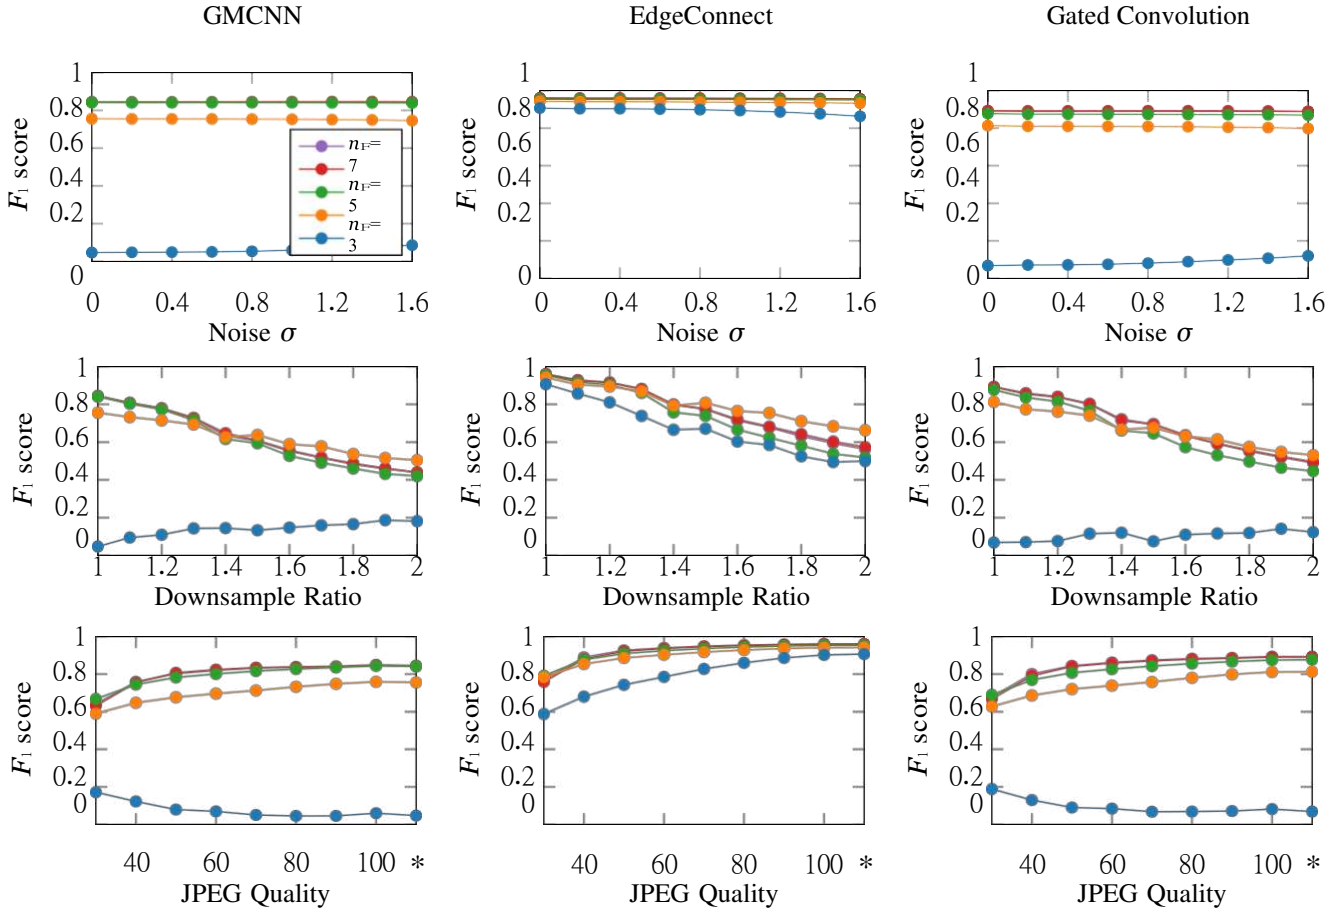 GMCNN
EdgeConnect
Gated Convolution
1
0.8
0.6
0.4
0.2
0
F1 score
n_F=
7
n_F=
5
n_F=
3
0 0.4 0.8 1.2 1.6
Noise σ
1
0.8
0.6
0.4
0.2
0
F1 score
0 0.4 0.8 1.2 1.6
Noise σ
1
0.8
0.6
0.4
0.2
0
F1 score
0 0.4 0.8 1.2 1.6
Noise σ
1
0.8
0.6
0.4
0.2
0
F1 score
1 1.2 1.4 1.6 1.8 2
Downsample Ratio
1
0.8
0.6
0.4
0.2
0
F1 score
1 1.2 1.4 1.6 1.8 2
Downsample Ratio
1
0.8
0.6
0.4
0.2
0
F1 score
1 1.2 1.4 1.6 1.8 2
Downsample Ratio
1
0.8
0.6
0.4
0.2
0
F1 score
40 60 80 100 *
JPEG Quality
1
0.8
0.6
0.4
0.2
0
F1 score
40 60 80 100 *
JPEG Quality
1
0.8
0.6
0.4
0.2
0
F1 score
40 60 80 100 *
JPEG Quality